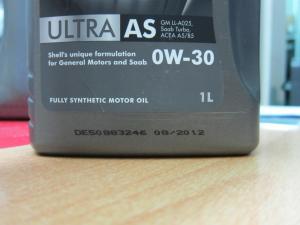 ULTRA AS
GM LL-A025,
Saab Turbo,
ACEA A5/B5
Shell's unique formulation
for General Motors and Saab
0W-30
FULLY SYNTHETIC MOTOR OIL
1L
DE50883246 08/2012